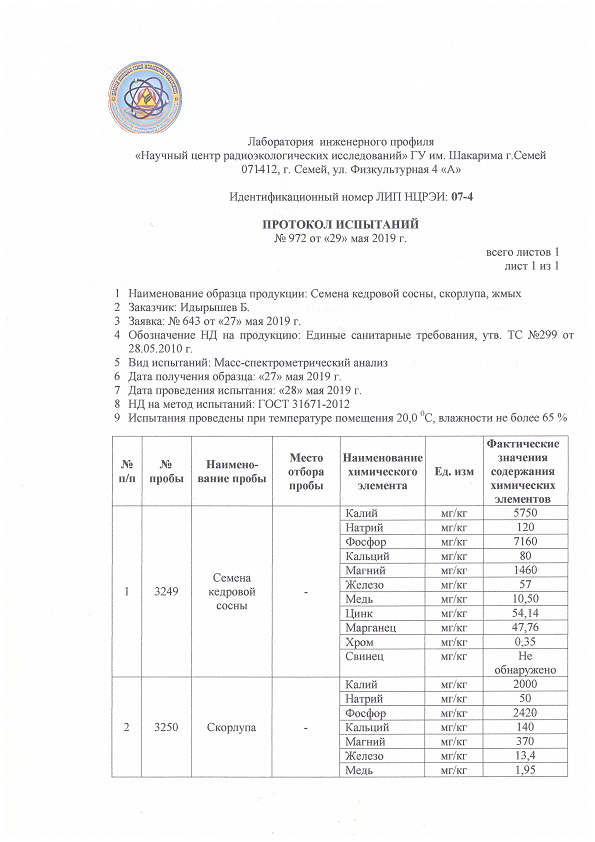 Лаборатория инженерного профиля
«Научный центр радиоэкологических исследований» ГУ им. Шакарима г.Семей
071412, г. Семей, ул. Физкультурная 4 «А»
Идентификационный номер ЛИП НЦРЭИ: 07-4
ПРОТОКОЛ ИСПЫТАНИЙ
№ 972 от «29» мая 2019 г.
всего листов 1
лист 1 из 1
1 Наименование образца продукции: Семена кедровой сосны, скорлупа, жмых
2 Заказчик: Идырышев Б.
3 Заявка: № 643 от «27» мая 2019 г.
4 Обозначение НД на продукцию: Единые санитарные требования, утв. ТС №299 от
28.05.2010 г.
5 Вид испытаний: Масс-спектрометрический анализ
6 Дата получения образца: «27» мая 2019 г.
7 Дата проведения испытания: «28» мая 2019 г.
8 НД на метод испытаний: ГОСТ 31671-2012
9 Испытания проведены при температуре помещения 20,0 ⁰С, влажности не более 65 %
№ п/п | № пробы | Наимено-вание пробы | Место отбора пробы | Наименование химического элемента | Ед. изм | Фактические значения содержания химических элементов
1 | 3249 | Семена кедровой сосны | - | Калий | мг/кг | 5750
Натрий | мг/кг | 120
Фосфор | мг/кг | 7160
Кальций | мг/кг | 80
Магний | мг/кг | 1460
Железо | мг/кг | 57
Медь | мг/кг | 10,50
Цинк | мг/кг | 54,14
Марганец | мг/кг | 47,76
Хром | мг/кг | 0,35
Свинец | мг/кг | Не обнаружено
2 | 3250 | Скорлупа | - | Калий | мг/кг | 2000
Натрий | мг/кг | 50
Фосфор | мг/кг | 2420
Кальций | мг/кг | 140
Магний | мг/кг | 370
Железо | мг/кг | 13,4
Медь | мг/кг | 1,95